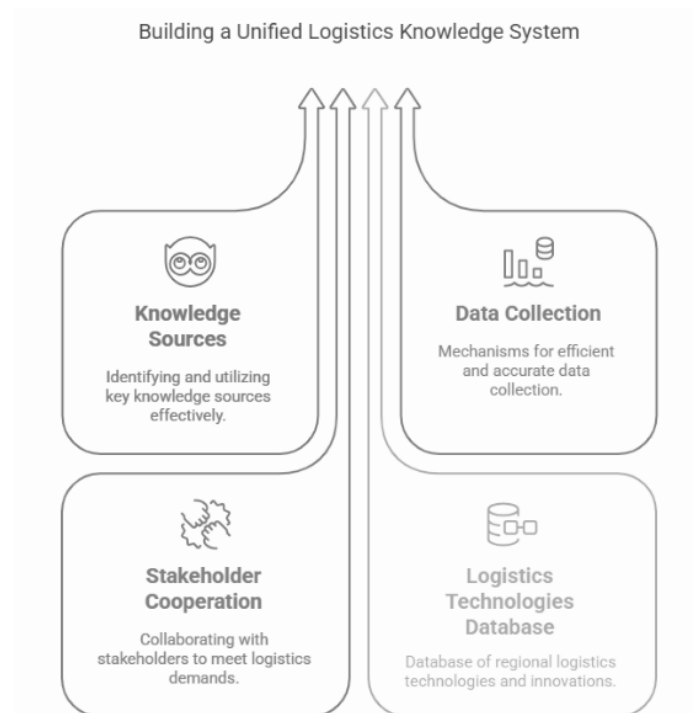 Building a Unified Logistics Knowledge System
Knowledge
Sources
Identifying and utilizing
key knowledge sources
effectively.
Data Collection
Mechanisms for efficient
and accurate data
collection.
Stakeholder
Cooperation
Collaborating with
stakeholders to meet logistics
demands.
Logistics
Technologies
Database
Database of regional logistics
technologies and innovations.